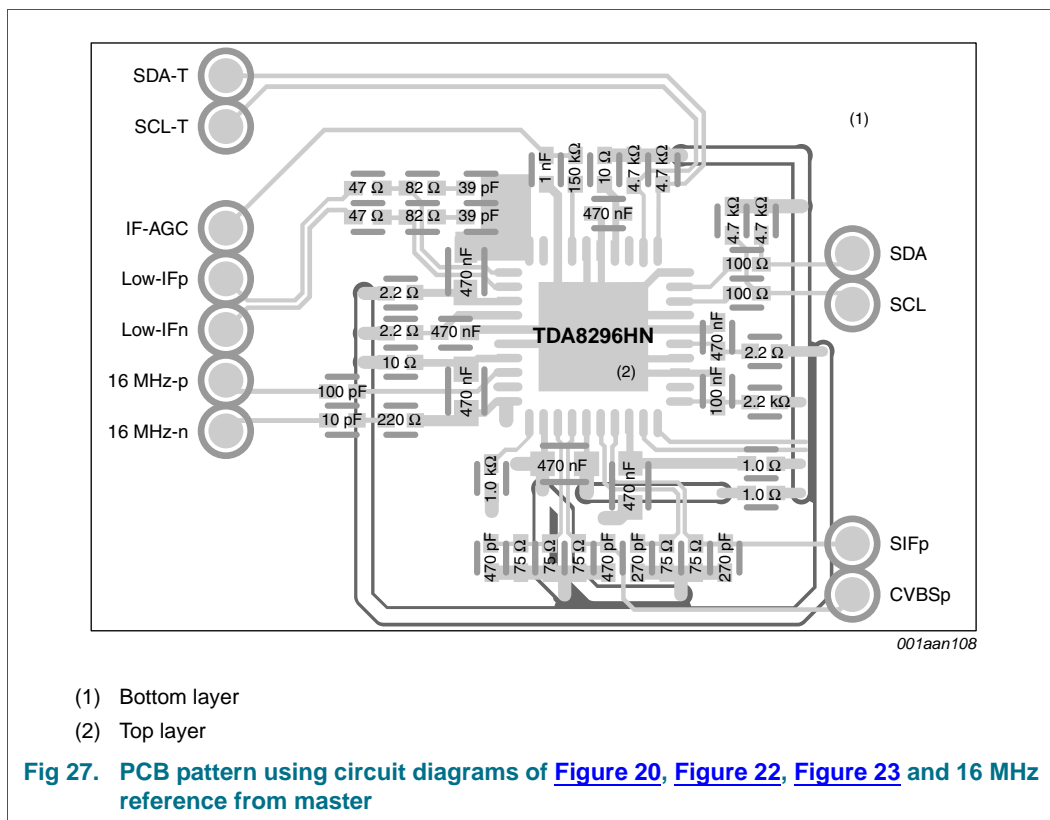 SDA-T
SCL-T
(1)
1 nF
150 kΩ
10 Ω
4.7 kΩ
4.7 kΩ
47 Ω
82 Ω
39 pF
47 Ω
82 Ω
39 pF
470 nF
IF-AGC
4.7 kΩ
4.7 kΩ
SDA
100 Ω
Low-IFp
470 nF
2.2 Ω
100 Ω
SCL
Low-IFn
2.2 Ω
470 nF
TDA8296HN
470 nF
2.2 Ω
10 Ω
16 MHz-p
(2)
100 pF
470 nF
100 nF
2.2 kΩ
16 MHz-n
10 pF
220 Ω
1.0 kΩ
470 nF
470 nF
1.0 Ω
1.0 Ω
470 pF
75 Ω
75 Ω
75 Ω
470 pF
270 pF
75 Ω
75 Ω
270 pF
SIFp
CVBSp
001aan108
(1) Bottom layer
(2) Top layer
Fig 27. PCB pattern using circuit diagrams of Figure 20, Figure 22, Figure 23 and 16 MHz
reference from master